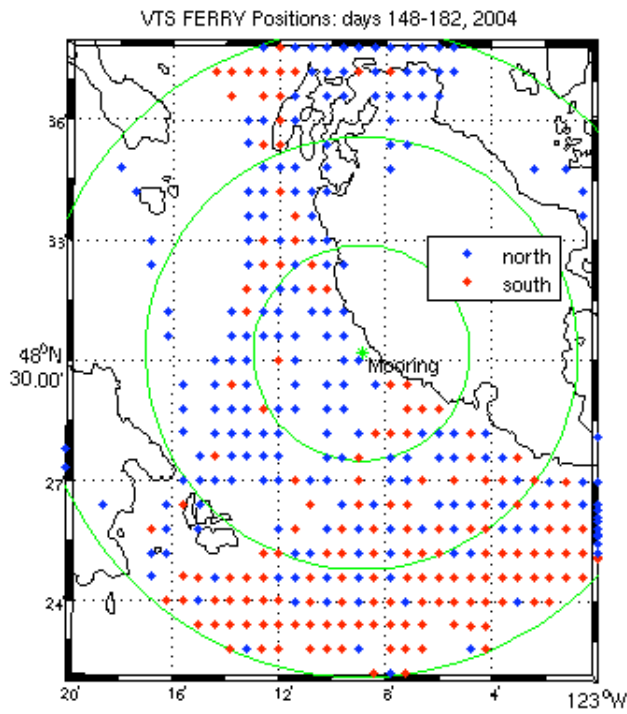 VTS FERRY Positions: days 148-182, 2004
36
33
north
south
48°N
30.00'
Mooring
27
24
20'
16'
12'
8'
4'
123°W